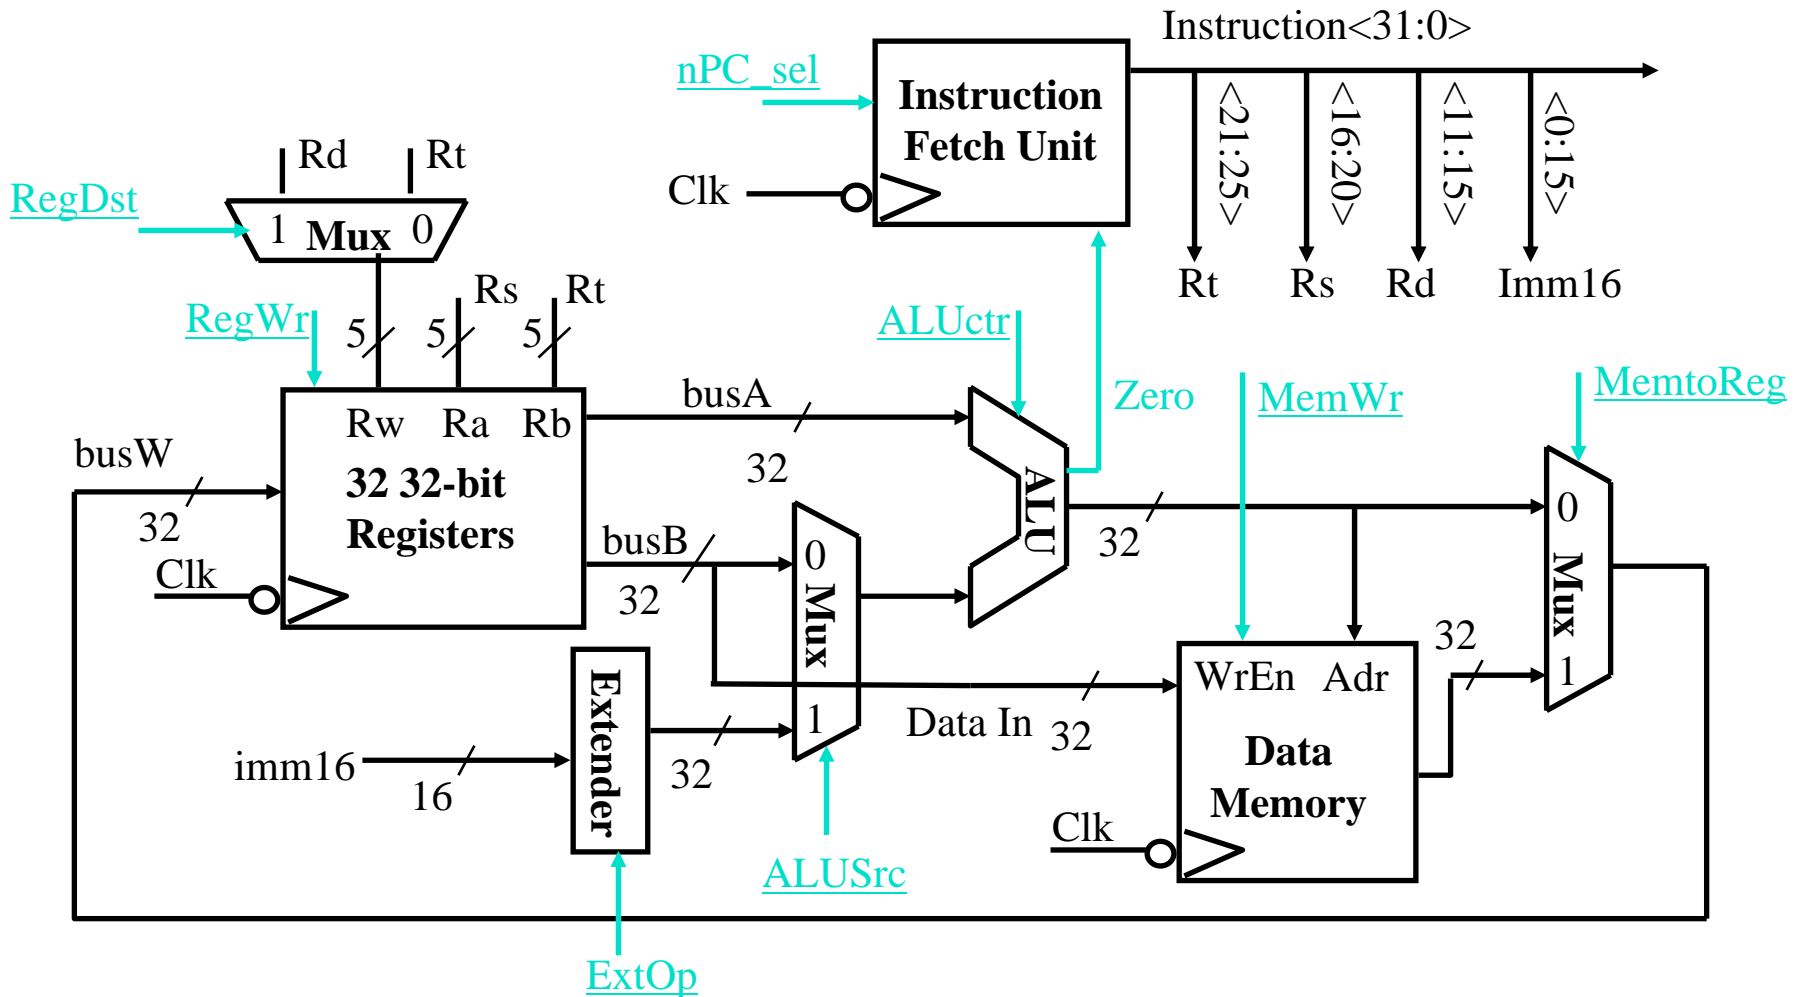 Instruction<31:0>
nPC_sel
Instruction
Fetch Unit
Clk
<21:25>
<16:20>
<11:15>
<0:15>
Rt
Rs
Rd
Imm16
Rd
Rt
RegDst
1
Mux
0
RegWr
5
5
Rs
5
Rt
ALUctr
Zero
MemWr
MemtoReg
busW
32
Rw
Ra
Rb
32 32-bit
Registers
Clk
busA
32
busB
32
0
Mux
1
ALU
32
0
Mux
1
imm16
16
Extender
32
ExtOp
ALUSrc
Data In
32
WrEn
Adr
Data
Memory
Clk
32